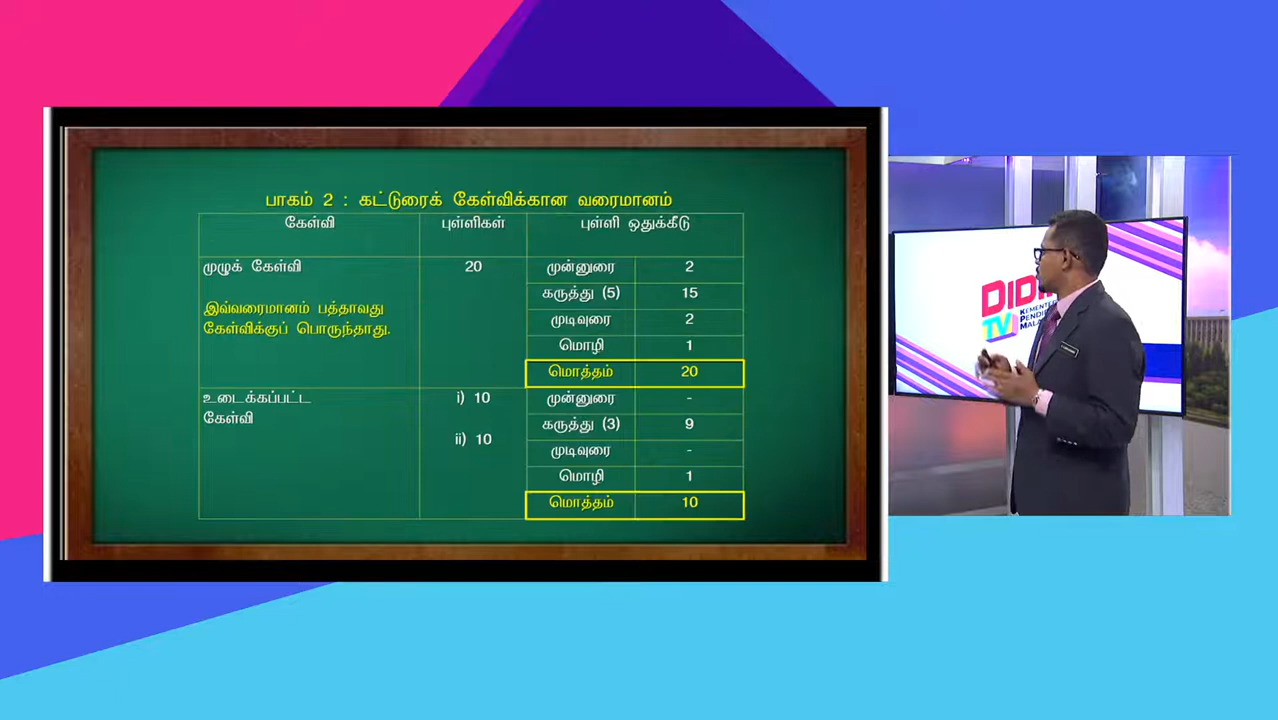 பாகம் 2 : கட்டுரைக் கேள்விக்கான வரைமானம்
கேள்வி புள்ளிகள் புள்ளி ஒதுக்கீடு
முழுக் கேள்வி 20 முன்னுரை 2
கருத்து (5) 15
இவ்வரைமானம் பத்தாவது
கேள்விக்குப் பொருந்தாது.
முடிவுரை 2
மொழி 1
மொத்தம் 20
உடைக்கப்பட்ட i) 10 முன்னுரை -
கேள்வி
கருத்து (3) 9
ii) 10
முடிவுரை -
மொழி 1
மொத்தம் 10
DIDI
TV